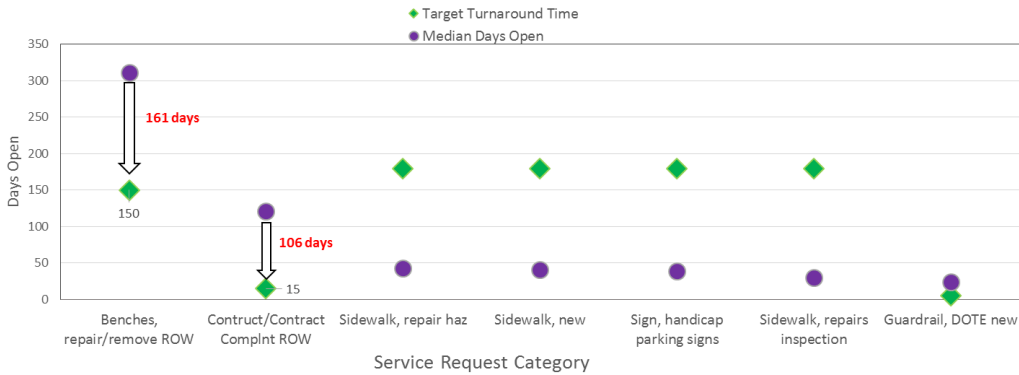 Target Turnaround Time
Median Days Open
350
300
250
200
150
100
50
0
Days Open
161 days
150
106 days
15
Benches,
repair/remove ROW
Contruct/Contract
Complnt ROW
Sidewalk, repair haz
Sidewalk, new
Sign, handicap
parking signs
Sidewalk, repairs
inspection
Guardrail, DOTE new
Service Request Category